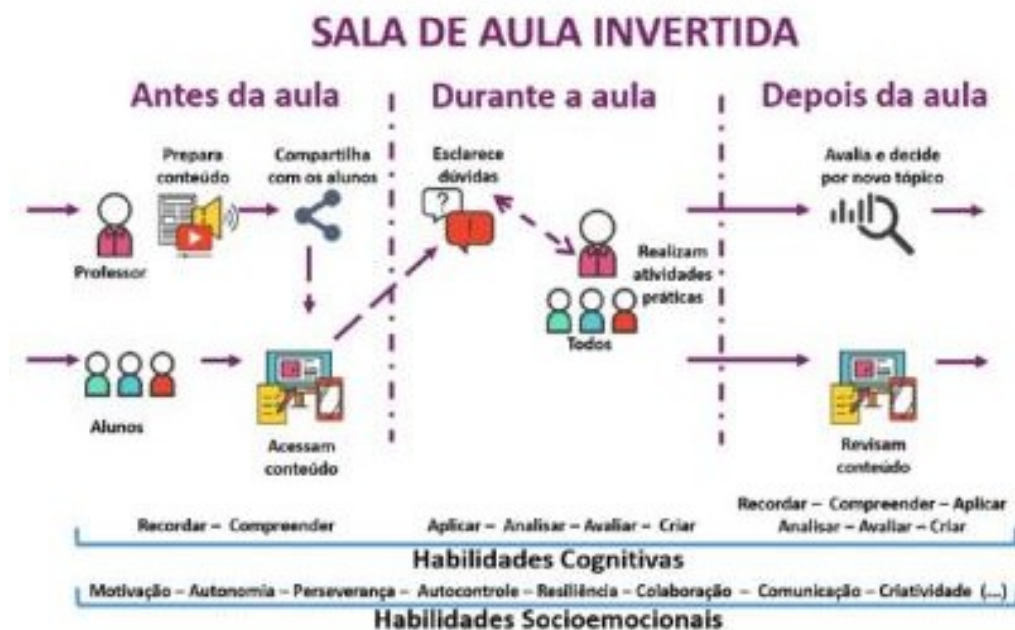 SALA DE AULA INVERTIDA
Antes da aula
Durante a aula
Depois da aula
Prepara
conteúdo
Compartilha
com os alunos
Professor
Alunos
Acessam
conteúdo
Esclarece
dúvidas
?
!
Realizam
atividades
práticas
Todos
Avalia e decide
por novo tópico
Revisam
conteúdo
Recordar – Compreender
Aplicar – Analisar – Avaliar – Criar
Recordar – Compreender – Aplicar
Analisar – Avaliar – Criar
Habilidades Cognitivas
Motivação – Autonomia – Perseverança – Autocontrole – Resiliência – Colaboração – Comunicação – Criatividade (...)
Habilidades Socioemocionais